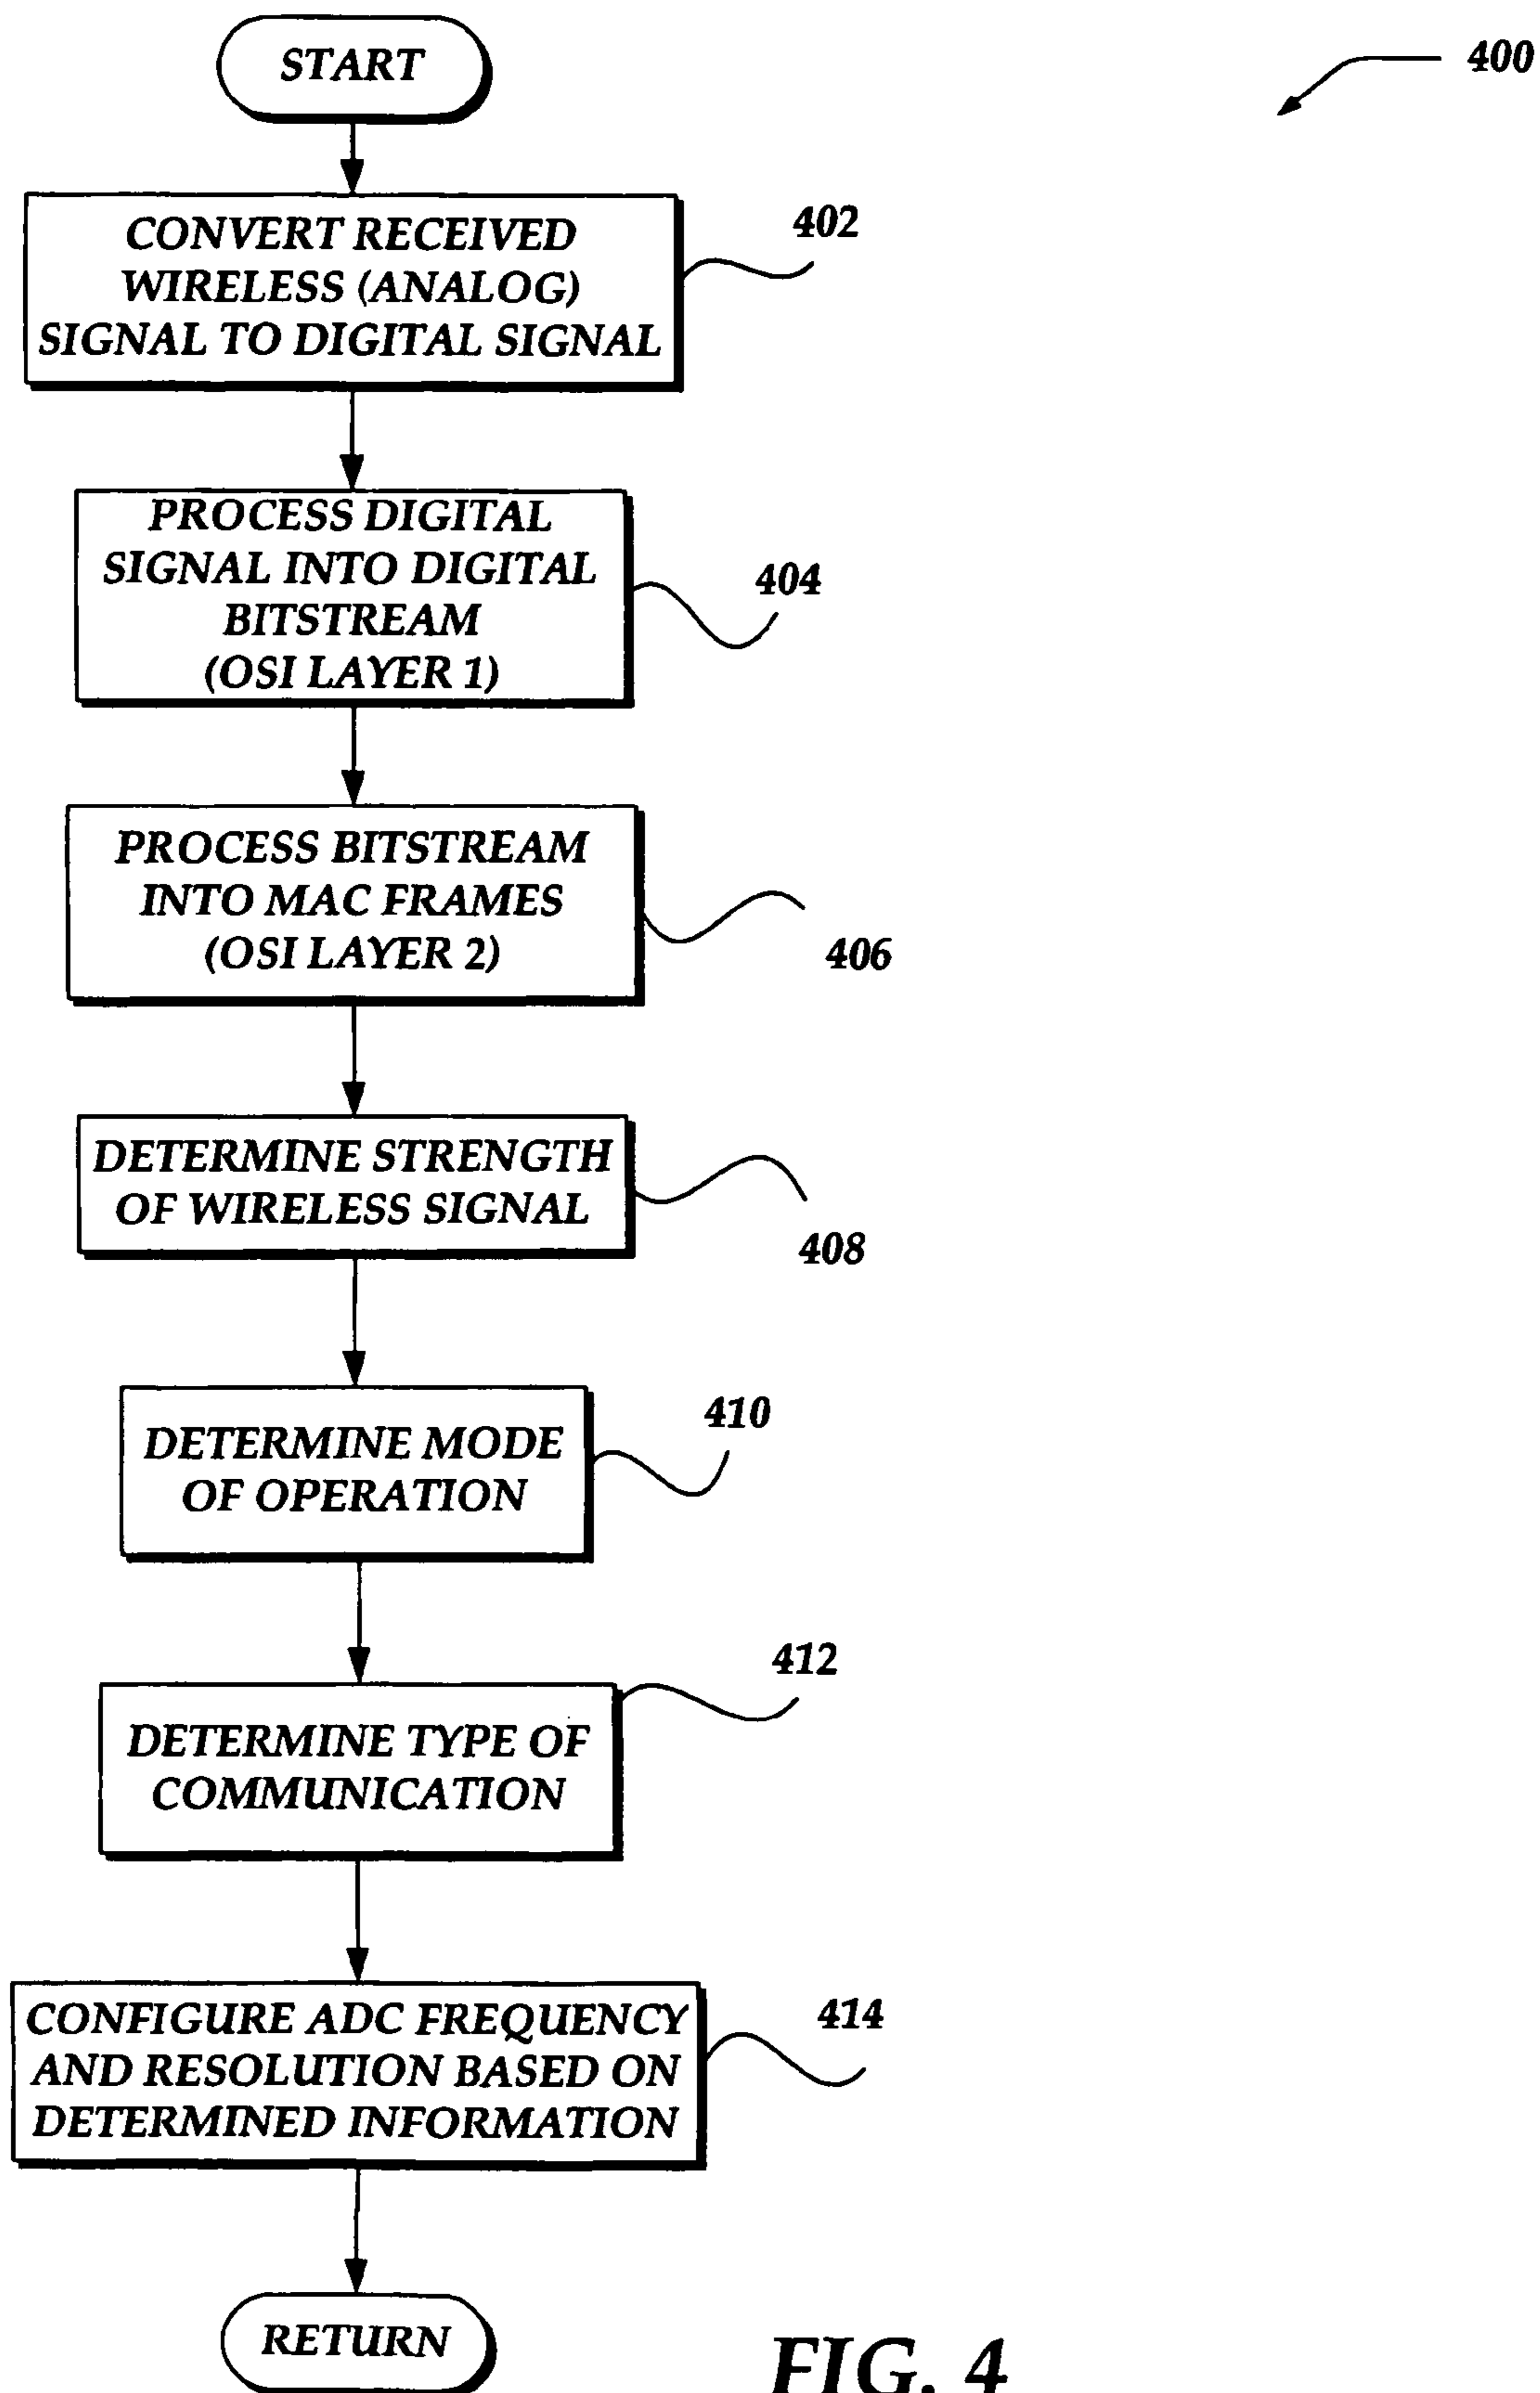 START
400
CONVERT RECEIVED
WIRELESS (ANALOG)
SIGNAL TO DIGITAL SIGNAL
402
PROCESS DIGITAL
SIGNAL INTO DIGITAL
BITSTREAM
(OSI LAYER 1)
404
PROCESS BITSTREAM
INTO MAC FRAMES
(OSI LAYER 2)
406
DETERMINE STRENGTH
OF WIRELESS SIGNAL
408
DETERMINE MODE
OF OPERATION
410
DETERMINE TYPE OF
COMMUNICATION
412
CONFIGURE ADC FREQUENCY
AND RESOLUTION BASED ON
DETERMINED INFORMATION
414
RETURN
FIG. 4